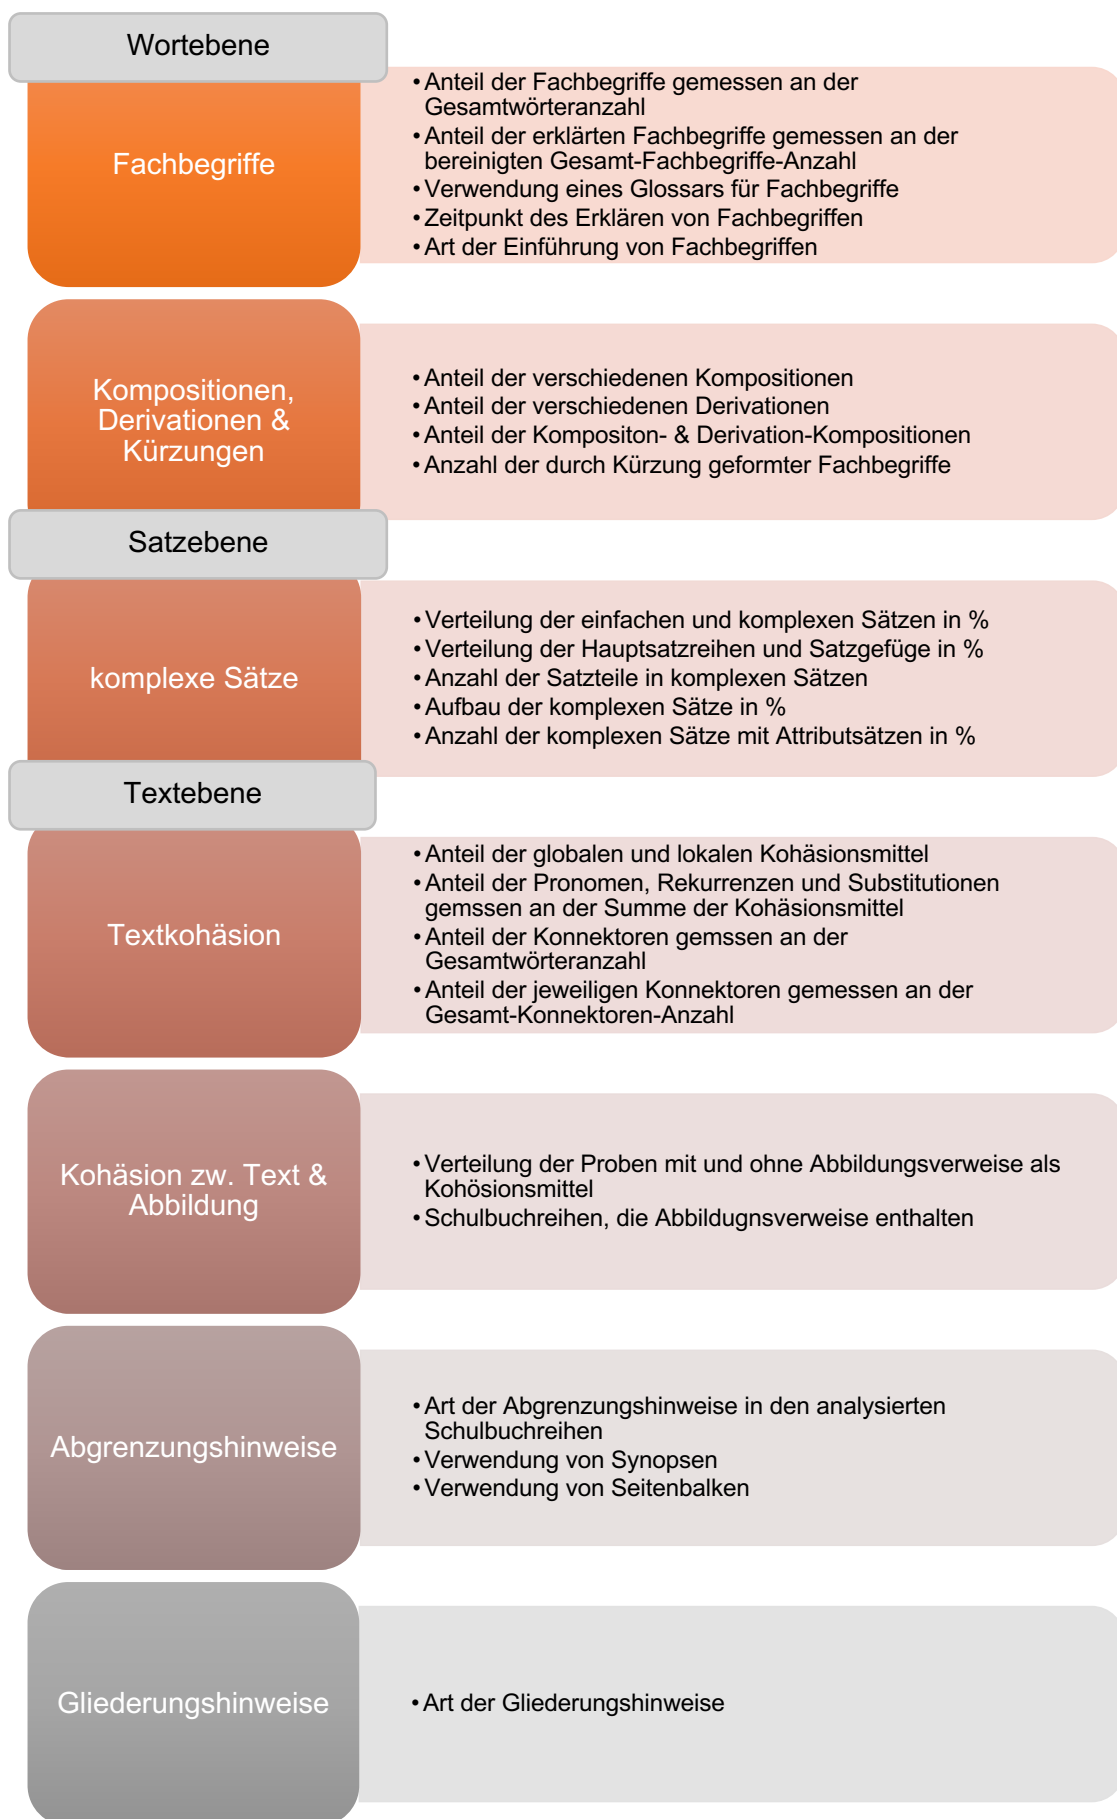 Wortebene
Fachbegriffe
• Anteil der Fachbegriffe gemessen an der
Gesamtwörteranzahl
• Anteil der erklärten Fachbegriffe gemessen an der
bereinigten Gesamt-Fachbegriffe-Anzahl
• Verwendung eines Glossars für Fachbegriffe
• Zeitpunkt des Erklären von Fachbegriffen
• Art der Einführung von Fachbegriffen
Kompositionen,
Derivationen &
Kürzungen
• Anteil der verschiedenen Kompositionen
• Anteil der verschiedenen Derivationen
• Anteil der Kompositon- & Derivation-Kompositionen
• Anzahl der durch Kürzung geformter Fachbegriffe
Satzebene
komplexe Sätze
• Verteilung der einfachen und komplexen Sätzen in %
• Verteilung der Hauptsatzreihen und Satzgefüge in %
• Anzahl der Satzteile in komplexen Sätzen
• Aufbau der komplexen Sätze in %
• Anzahl der komplexen Sätze mit Attributsätzen in %
Textebene
Textkohäsion
• Anteil der globalen und lokalen Kohäsionsmittel
• Anteil der Pronomen, Rekurrenzen und Substitutionen
gemssen an der Summe der Kohäsionsmittel
• Anteil der Konnektoren gemssen an der
Gesamtwörteranzahl
• Anteil der jeweiligen Konnektoren gemessen an der
Gesamt-Konnektoren-Anzahl
Kohäsion zw. Text &
Abbildung
• Verteilung der Proben mit und ohne Abbildungsverweise als
Kohösionsmittel
• Schulbuchreihen, die Abbildugnsverweise enthalten
Abgrenzungshinweise
• Art der Abgrenzungshinweise in den analysierten
Schulbuchreihen
• Verwendung von Synopsen
• Verwendung von Seitenbalken
Gliederungshinweise
• Art der Gliederungshinweise